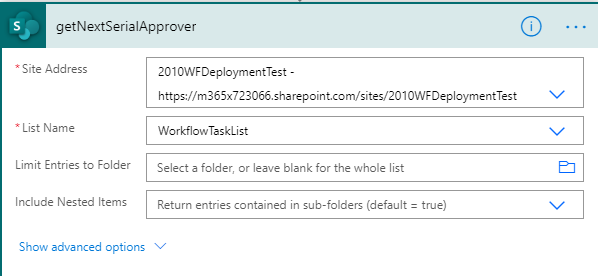 S
getNextSerialApprover
* Site Address
2010WFDeploymentTest -
https://m365x723066.sharepoint.com/sites/2010WFDeploymentTest
* List Name
WorkflowTaskList
Limit Entries to Folder
Select a folder, or leave blank for the whole list
Include Nested Items
Return entries contained in sub-folders (default = true)
Show advanced options